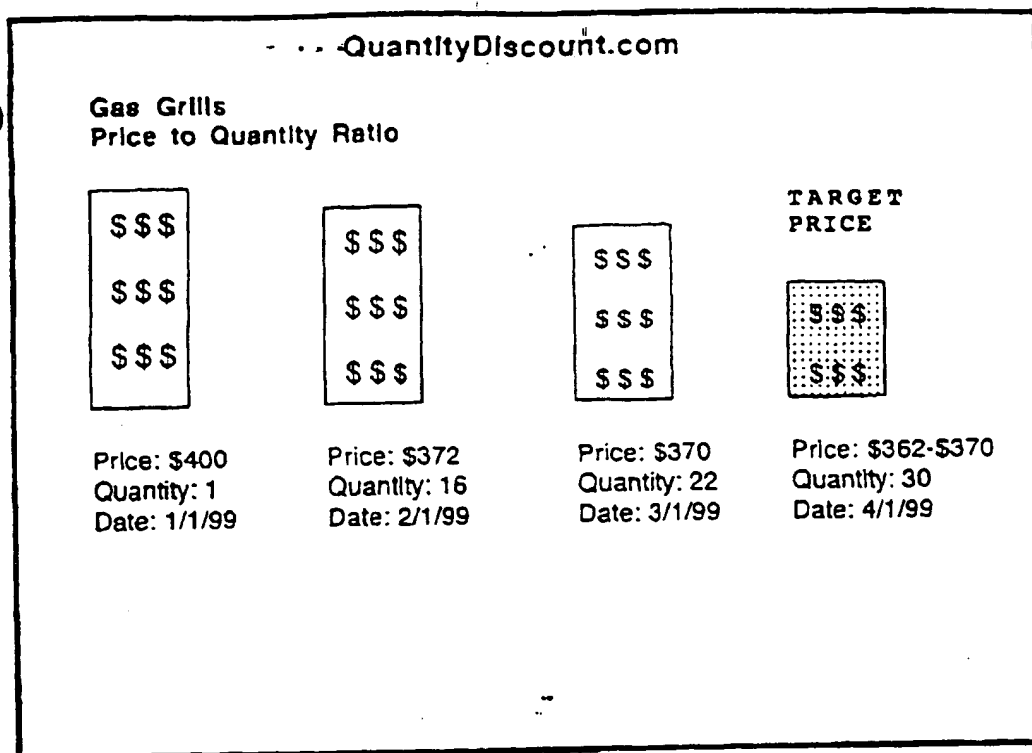 QuantityDiscount.com
Gas Grills
Price to Quantity Ratio
$$$
$$$
$$$
$$$
$$$
$$$
$$$
$$$
$$$
TARGET
PRICE
$$$
$$$
Price: $400
Quantity: 1
Date: 1/1/99
Price: $372
Quantity: 16
Date: 2/1/99
Price: $370
Quantity: 22
Date: 3/1/99
Price: $362-$370
Quantity: 30
Date: 4/1/99